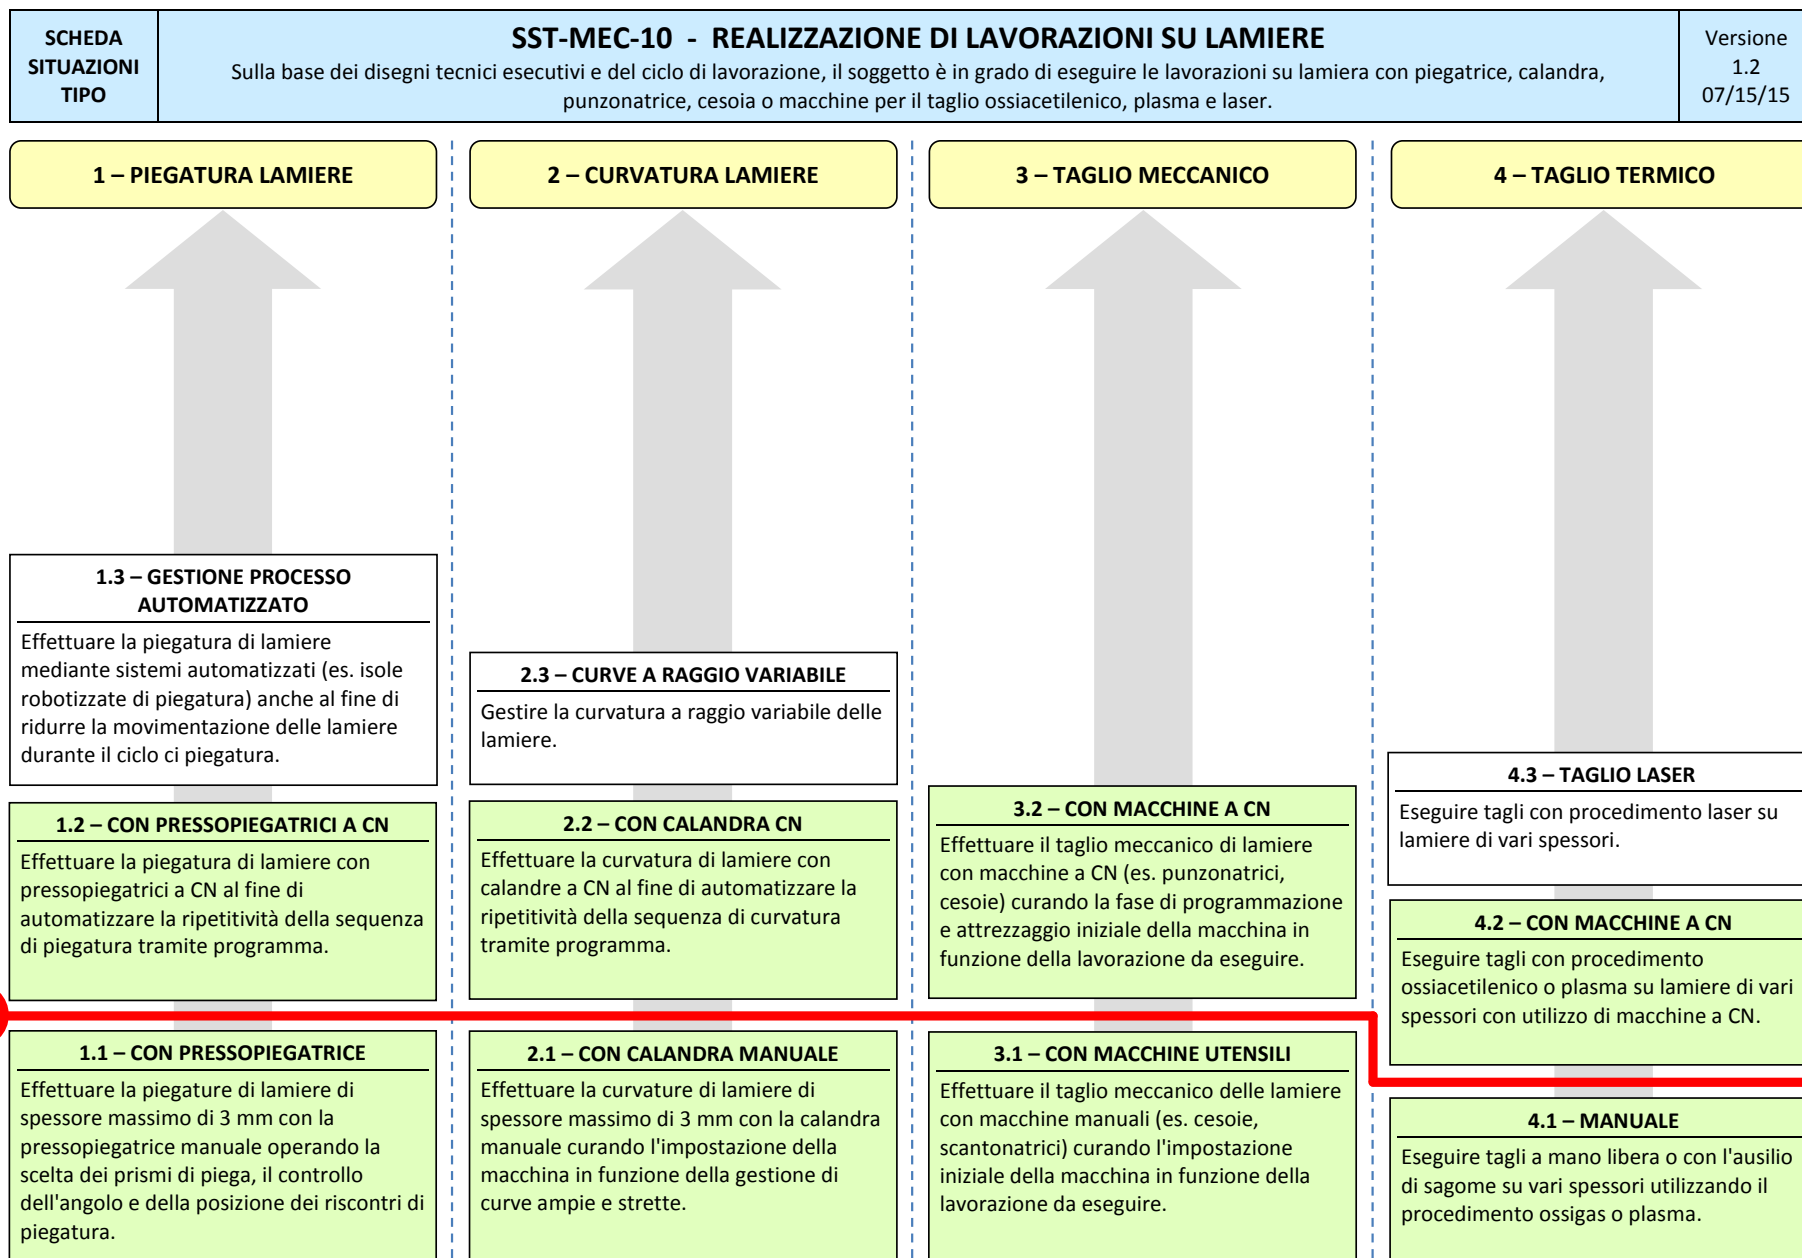 SCHEDA
SITUAZIONI
TIPO
SST-MEC-10 - REALIZZAZIONE DI LAVORAZIONI SU LAMIERE
Sulla base dei disegni tecnici esecutivi e del ciclo di lavorazione, il soggetto è in grado di eseguire le lavorazioni su lamiera con piegatrice, calandra,
punzonatrice, cesoia o macchine per il taglio ossiacetilenico, plasma e laser.
Versione
1.2
07/15/15
1 – PIEGATURA LAMIERE
2 – CURVATURA LAMIERE
3 – TAGLIO MECCANICO
4 – TAGLIO TERMICO
1.3 – GESTIONE PROCESSO
AUTOMATIZZATO
Effettuare la piegatura di lamiere
mediante sistemi automatizzati (es. isole
robotizzate di piegatura) anche al fine di
ridurre la movimentazione delle lamiere
durante il ciclo ci piegatura.
1.2 – CON PRESSOPIEGATRICI A CN
Effettuare la piegatura di lamiere con
pressopiegatrici a CN al fine di
automatizzare la ripetitività della sequenza
di piegatura tramite programma.
1.1 – CON PRESSOPIEGATRICE
Effettuare la piegature di lamiere di
spessore massimo di 3 mm con la
pressopiegatrice manuale operando la
scelta dei prismi di piega, il controllo
dell'angolo e della posizione dei riscontri di
piegatura.
2.3 – CURVE A RAGGIO VARIABILE
Gestire la curvatura a raggio variabile delle
lamiere.
2.2 – CON CALANDRA CN
Effettuare la curvatura di lamiere con
calandre a CN al fine di automatizzare la
ripetitività della sequenza di curvatura
tramite programma.
2.1 – CON CALANDRA MANUALE
Effettuare la curvature di lamiere di
spessore massimo di 3 mm con la calandra
manuale curando l'impostazione della
macchina in funzione della gestione di
curve ampie e strette.
3.2 – CON MACCHINE A CN
Effettuare il taglio meccanico di lamiere
con macchine a CN (es. punzonatrici,
cesoie) curando la fase di programmazione
e attrezzaggio iniziale della macchina in
funzione della lavorazione da eseguire.
3.1 – CON MACCHINE UTENSILI
Effettuare il taglio meccanico delle lamiere
con macchine manuali (es. cesoie,
scantonatrici) curando l'impostazione
iniziale della macchina in funzione della
lavorazione da eseguire.
4.3 – TAGLIO LASER
Eseguire tagli con procedimento laser su
lamiere di vari spessori.
4.2 – CON MACCHINE A CN
Eseguire tagli con procedimento
ossiacetilenico o plasma su lamiere di vari
spessori con utilizzo di macchine a CN.
4.1 – MANUALE
Eseguire tagli a mano libera o con l'ausilio
di sagome su vari spessori utilizzando il
procedimento ossigas o plasma.